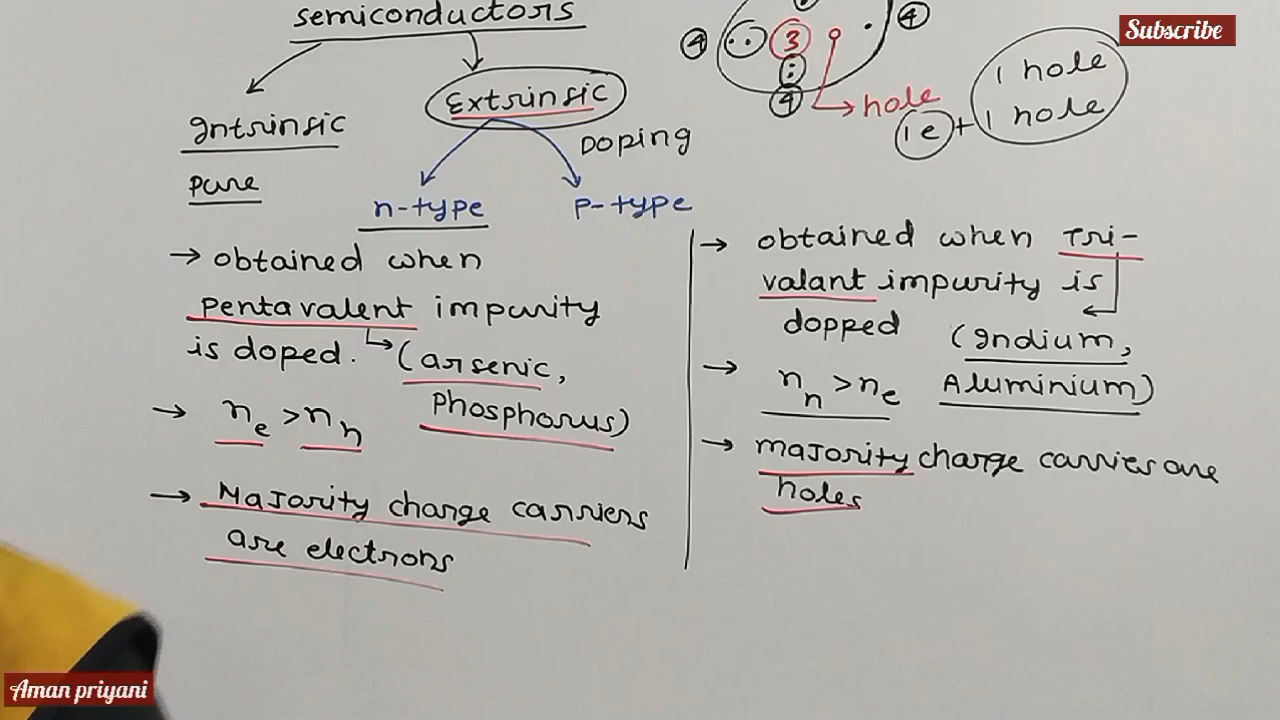 semiconductors
Subscribe
④ ③ ④
④
hole
1 hole
1 hole
1 e +
Extrinsic
Intrinsic
Doping
pure
n-type
P-type
→ obtained when
pentavalent impurity
is doped. (arsenic,
phosphorus)
→ ne > nh
→ Majority charge carriers
are electrons
→ obtained when Tri-
valant impurity is
dopped (Indium,
Aluminium)
→ nh > ne
→ majority charge carries are
holes
Aman priyani